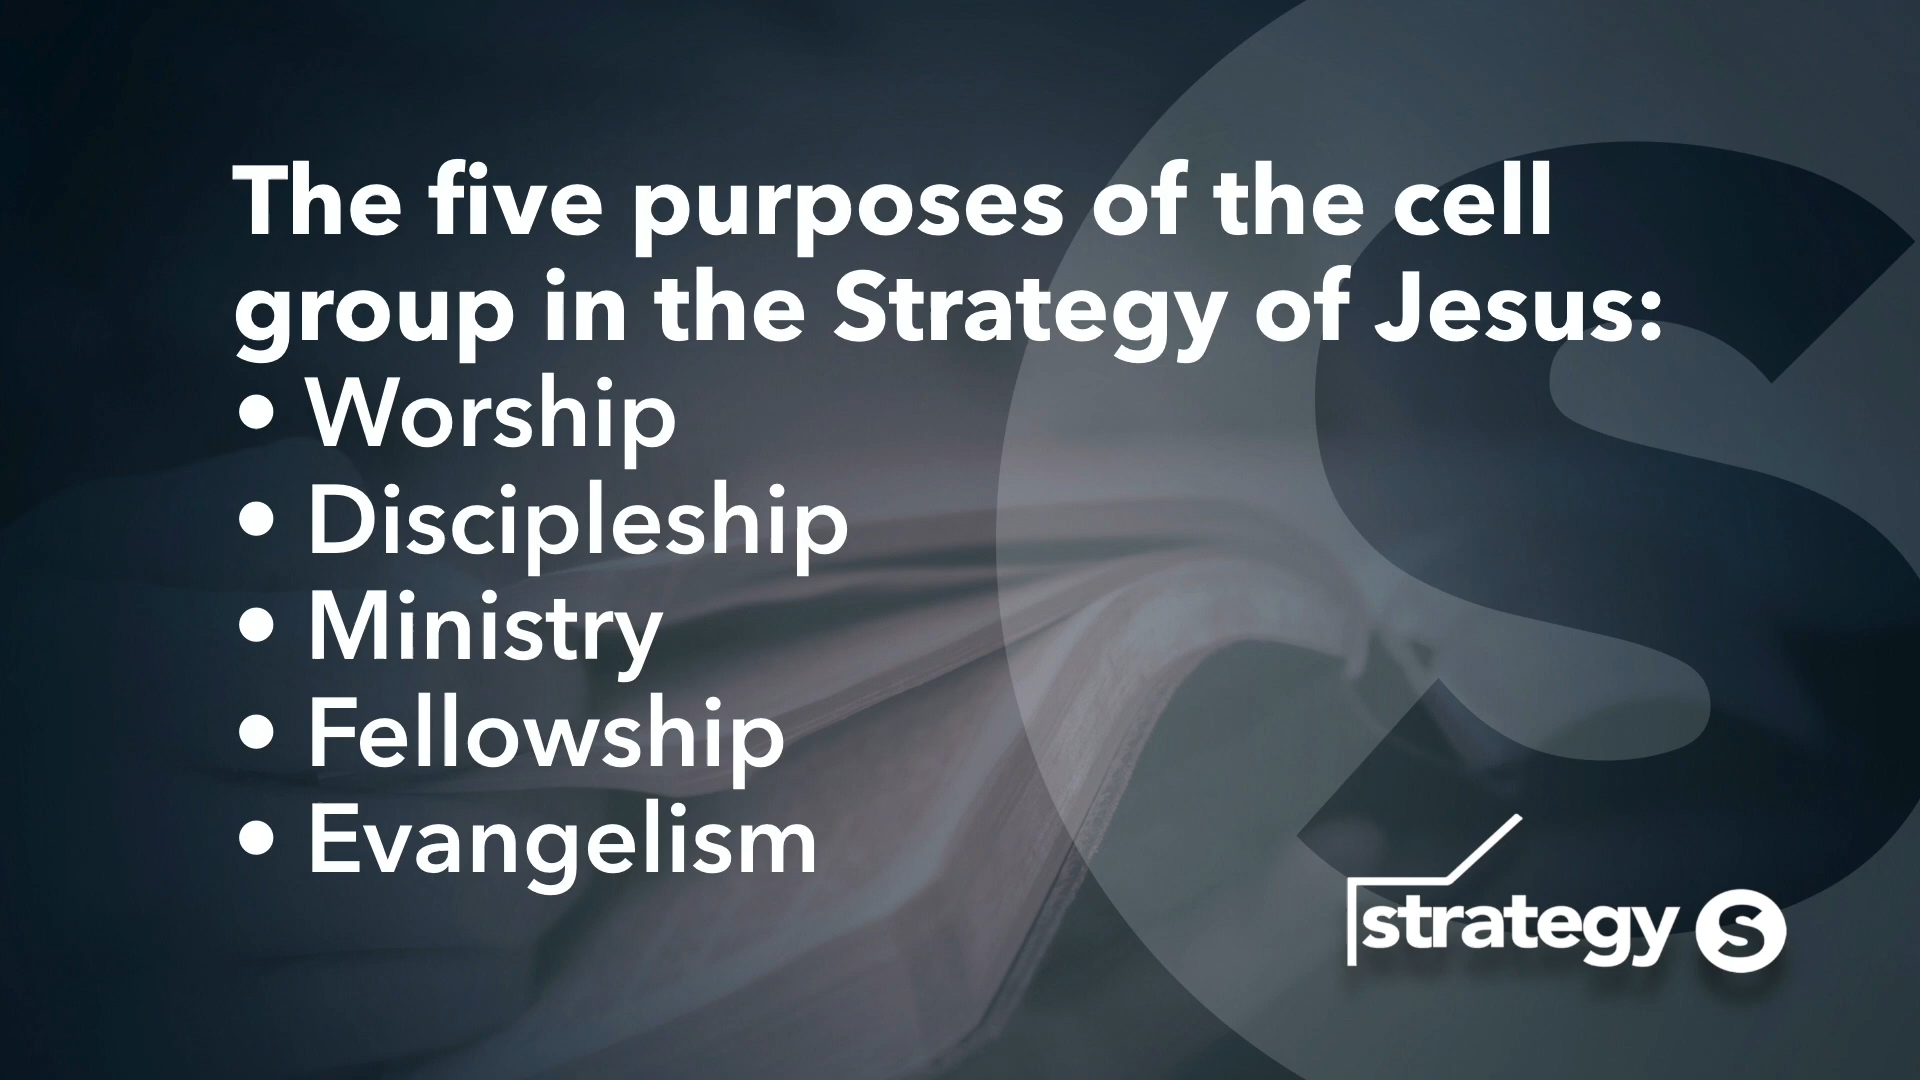 The five purposes of the cell
group in the Strategy of Jesus:
• Worship
• Discipleship
• Ministry
• Fellowship
• Evangelism
strategy S